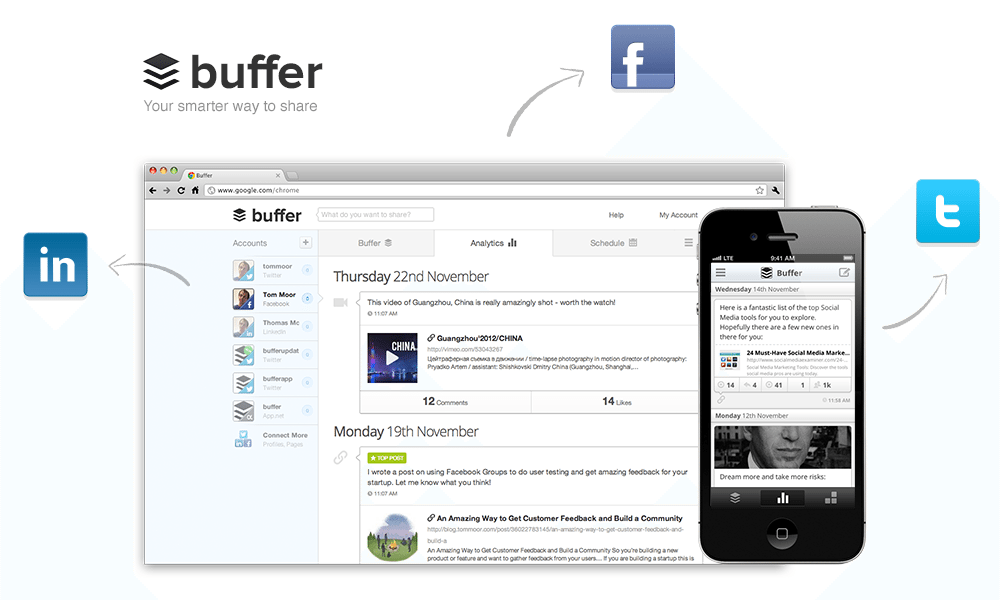 buffer
Your smarter way to share
f
in
t
Buffer
www.google.com/chrome
buffer
What do you want to share?
Help
My Account
Accounts
+
Buffer
Analytics
Schedule
tommoor
Twitter
Tom Moor
Facebook
Thomas Mo
LinkedIn
bufferupdat
Twitter
bufferapp
Twitter
buffer
App.net
Connect More
Profiles, Pages
Thursday 22nd November
This video of Guangzhou, China is really amazingly shot - worth the watch!
11:07 AM
CHINA
Guangzhou'2012/CHINA
http://vimeo.com/53043267
Цейтраферная съемка в движении / time-lapse photography in motion director of photography:
Pryadko Artem / assistant: Shishkovski Dmitry China (Guangzhou, Shanghai,...
12 Comments
14 Likes
Monday 19th November
TOP POST
I wrote a post on using Facebook Groups to do user testing and get amazing feedback for your
startup. Let me know what you think!
11:07 AM
An Amazing Way to Get Customer Feedback and Build a Community
http://blog.tommoor.com/post/36022783145/an-amazing-way-to-get-customer-feedback-and-
build-a
An Amazing Way to Get Customer Feedback and Build a Community So you're building a new
product or feature and want to gather feedback from your users... If you are building a startup this is
LTE
9:41 AM
Buffer
Wednesday 14th November
Here is a fantastic list of the top Social
Media tools for you to explore.
Hopefully there are a few new ones in
there for you:
24 Must-Have Social Media Marke...
http://www.socialmediaexaminer.com/24-...
Social Media Marketing Tools: Discover the tools
social media pros are using today.
14
4
41
1
1k
11:58 AM
Monday 12th November
Dream more and take more risks: